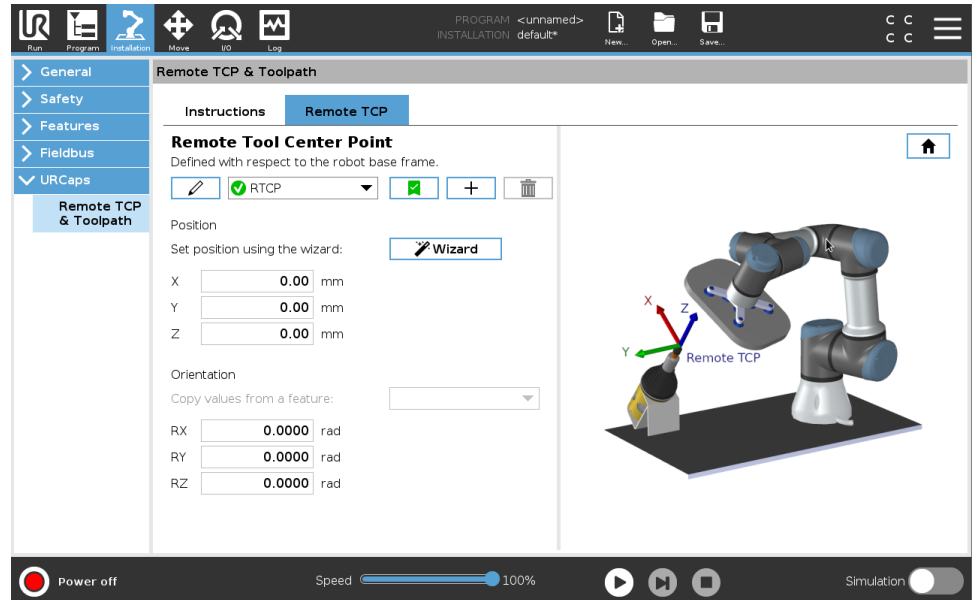 PROGRAM <unnamed>
INSTALLATION default*
UR
Run
Program
Installation
Move
I/O
Log
New...
Open...
Save...
C C
C C
General
Safety
Features
Fieldbus
URCaps
Remote TCP
& Toolpath
Remote TCP & Toolpath
Instructions
Remote TCP
Remote Tool Center Point
Defined with respect to the robot base frame.
RTCP
Position
Set position using the wizard:
Wizard
X 0.00 mm
Y 0.00 mm
Z 0.00 mm
Orientation
Copy values from a feature:
RX 0.0000 rad
RY 0.0000 rad
RZ 0.0000 rad
X
Z
Y
Remote TCP
Power off
Speed
100%
Simulation